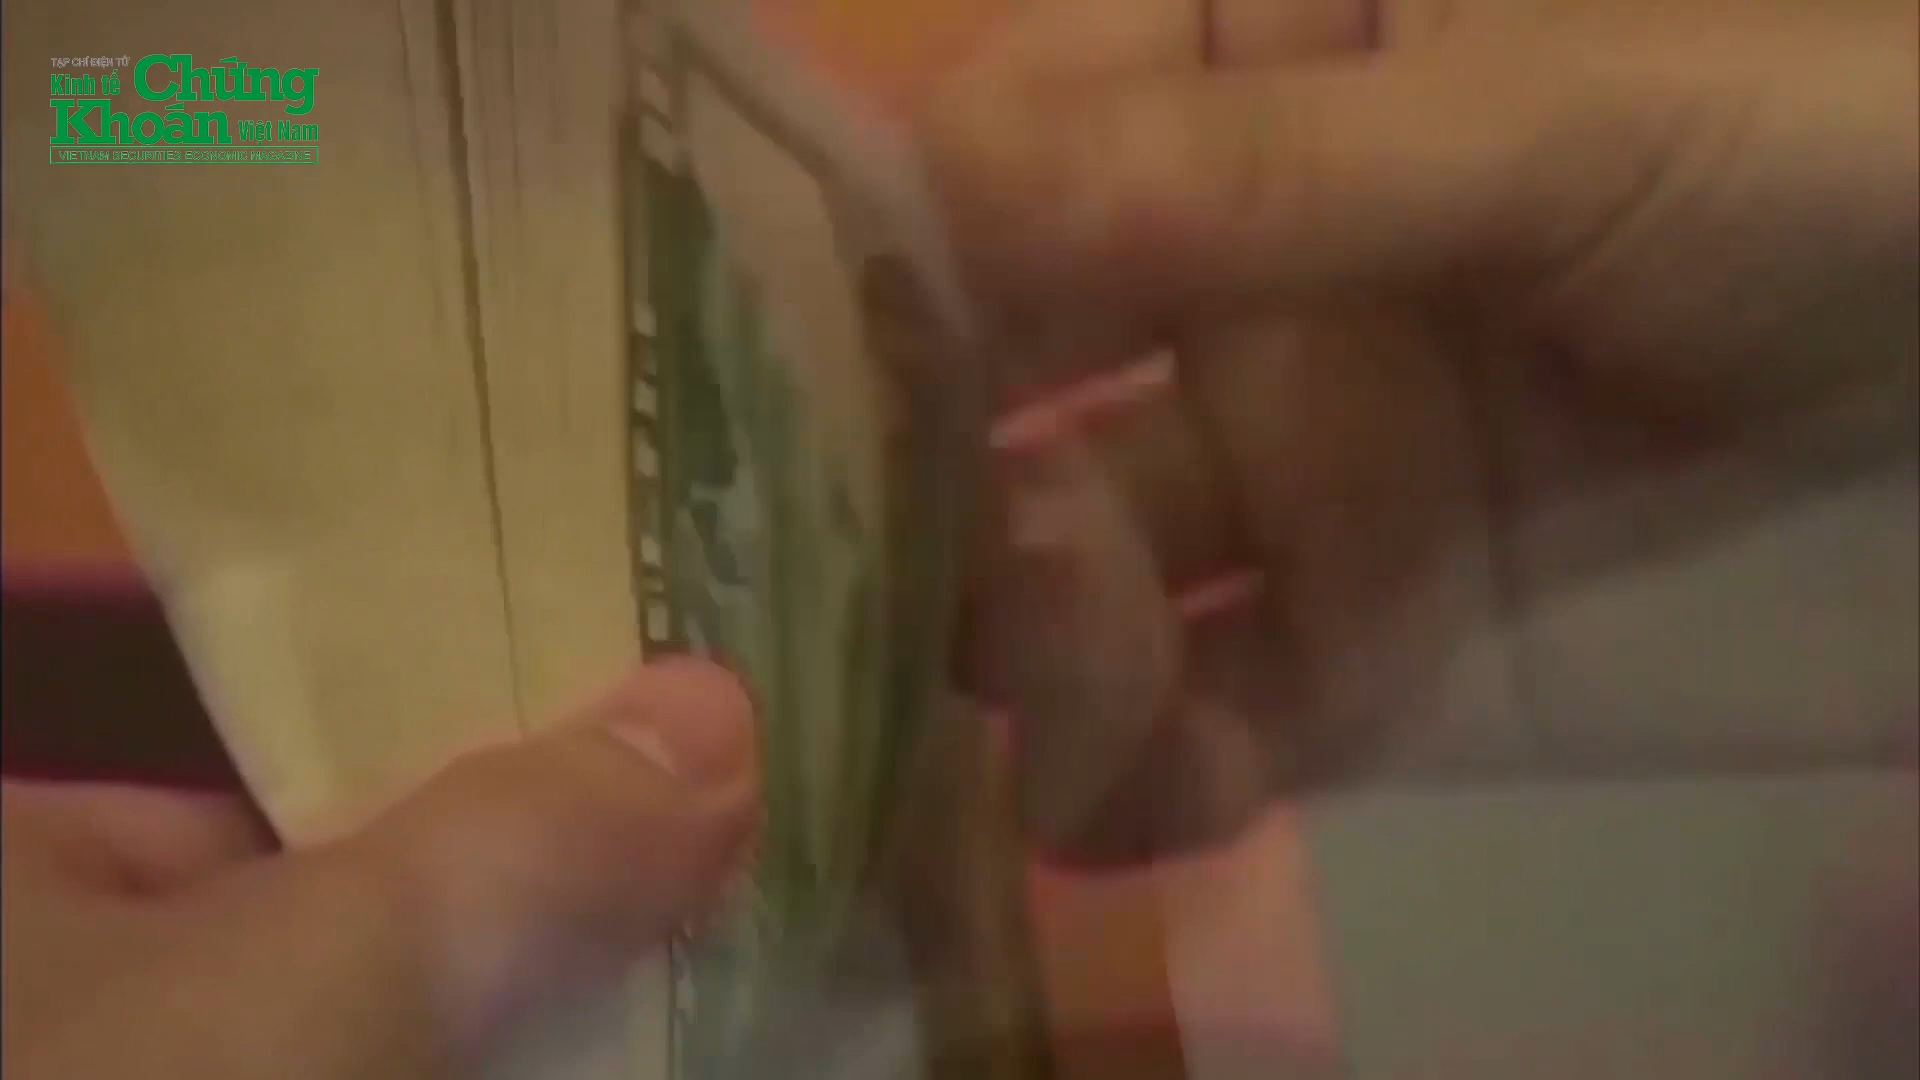 TẠP CHÍ ĐIỆN TỬ
Kinh tế Chứng
Khoán Việt Nam
VIETNAM SECURITIES ECONOMIC MAGAZINE